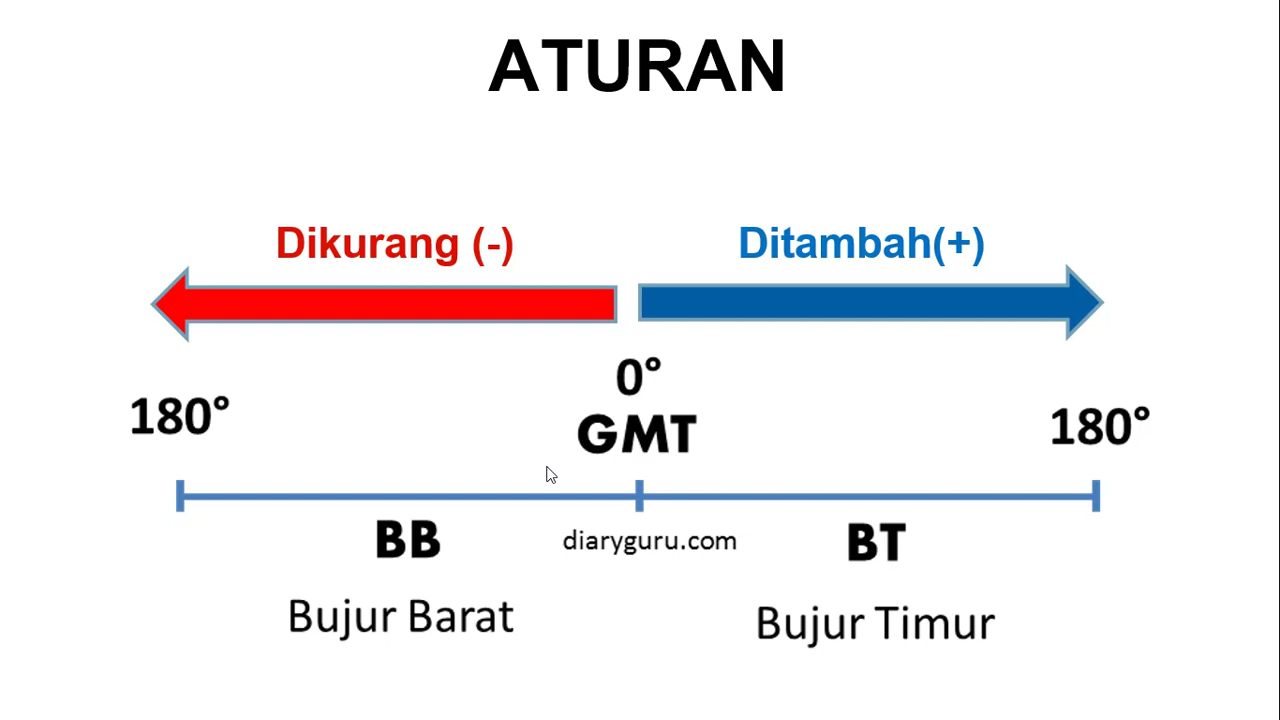 ATURAN
Dikurang (-)
Ditambah(+)
0°
GMT
180°
180°
BB
diaryguru.com
BT
Bujur Barat
Bujur Timur